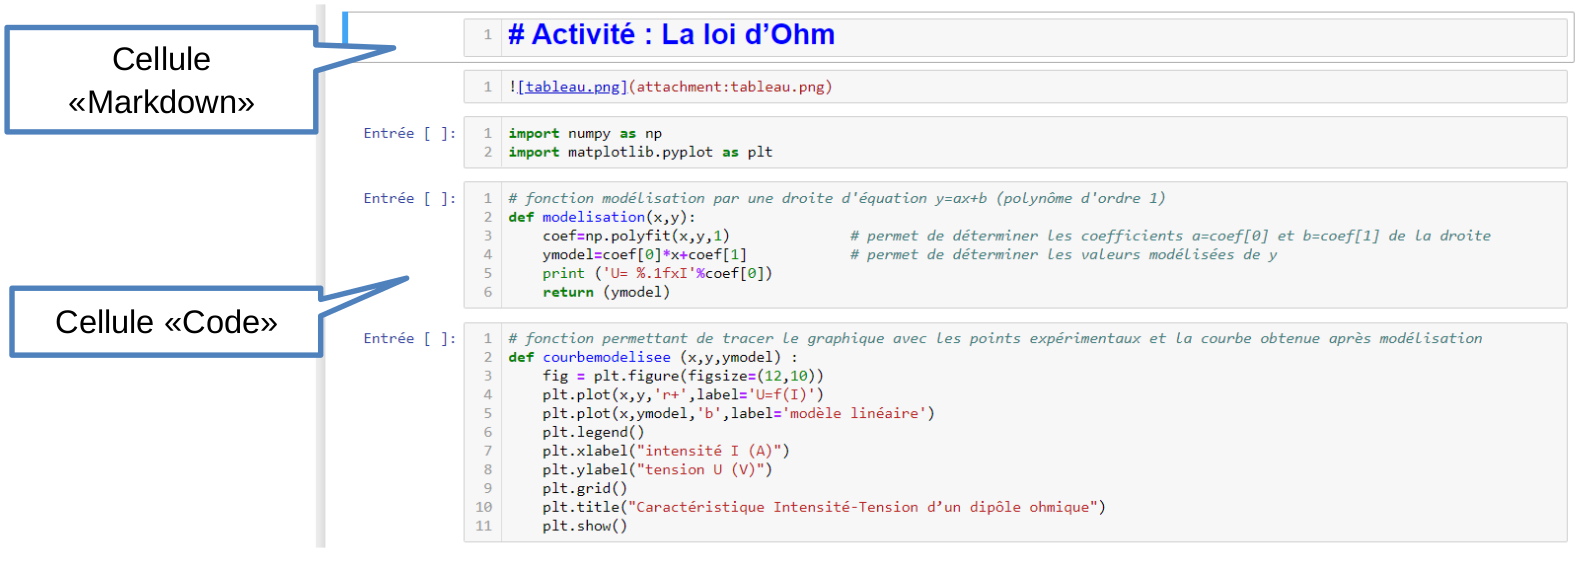 Cellule
«Markdown»
1 # Activité : La loi d’Ohm
1 ![tableau.png](attachment:tableau.png)
Entrée [ ]:
1 import numpy as np
2 import matplotlib.pyplot as plt
Entrée [ ]:
1 # fonction modélisation par une droite d'équation y=ax+b (polynôme d'ordre 1)
2 def modelisation(x,y):
3     coef=np.polyfit(x,y,1)              # permet de déterminer les coefficients a=coef[0] et b=coef[1] de la droite
4     ymodel=coef[0]*x+coef[1]            # permet de déterminer les valeurs modélisées de y
5     print ('U= %.1fxI'%coef[0])
6     return (ymodel)
Cellule «Code»
Entrée [ ]:
1 # fonction permettant de tracer le graphique avec les points expérimentaux et la courbe obtenue après modélisation
2 def courbemodelisee (x,y,ymodel) :
3     fig = plt.figure(figsize=(12,10))
4     plt.plot(x,y,'r+',label='U=f(I)')
5     plt.plot(x,ymodel,'b',label='modèle linéaire')
6     plt.legend()
7     plt.xlabel("intensité I (A)")
8     plt.ylabel("tension U (V)")
9     plt.grid()
10     plt.title("Caractéristique Intensité-Tension d’un dipôle ohmique")
11     plt.show()